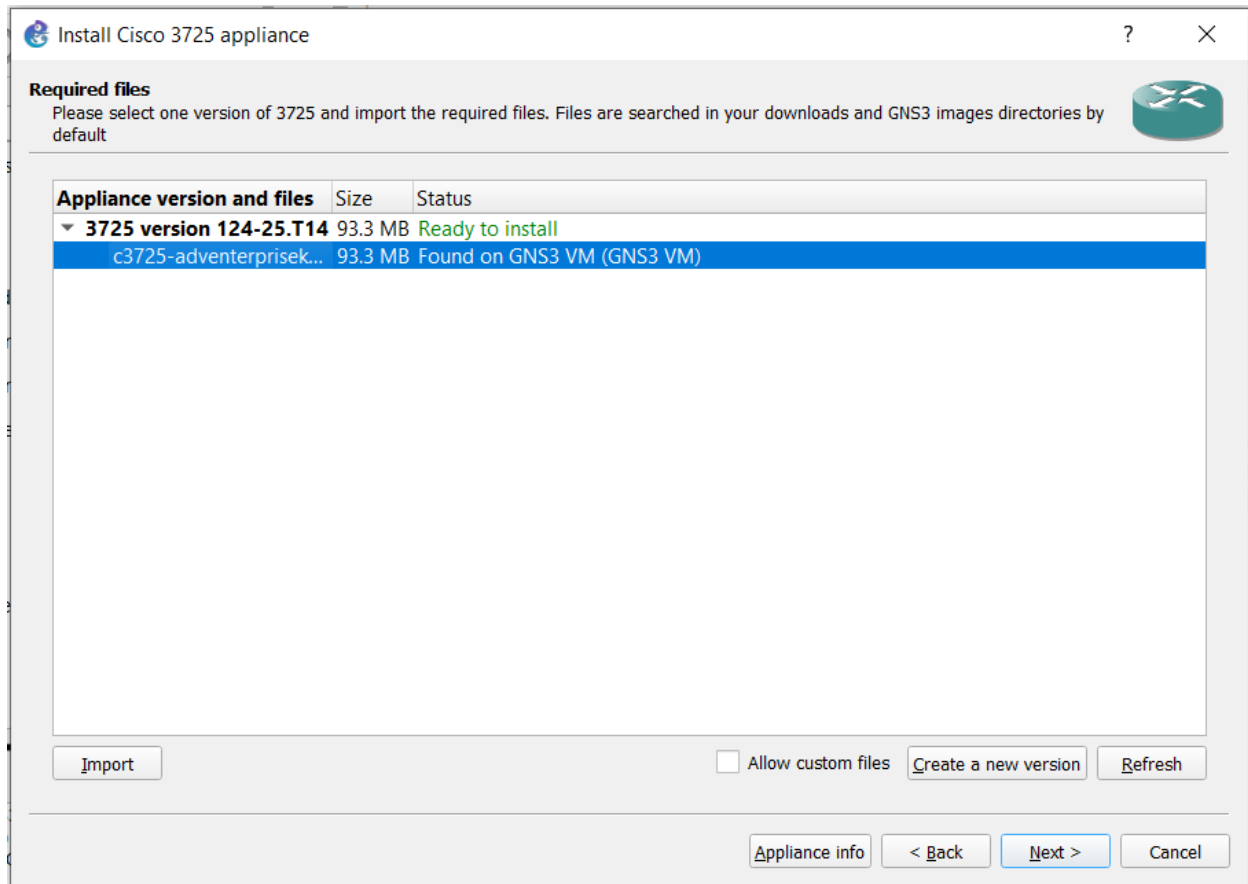 Install Cisco 3725 appliance
?
Required files
Please select one version of 3725 and import the required files. Files are searched in your downloads and GNS3 images directories by
default
Appliance version and files Size Status
3725 version 124-25.T14 93.3 MB Ready to install
c3725-adventerprisek... 93.3 MB Found on GNS3 VM (GNS3 VM)
Import Allow custom files Create a new version Refresh
Appliance info < Back Next > Cancel